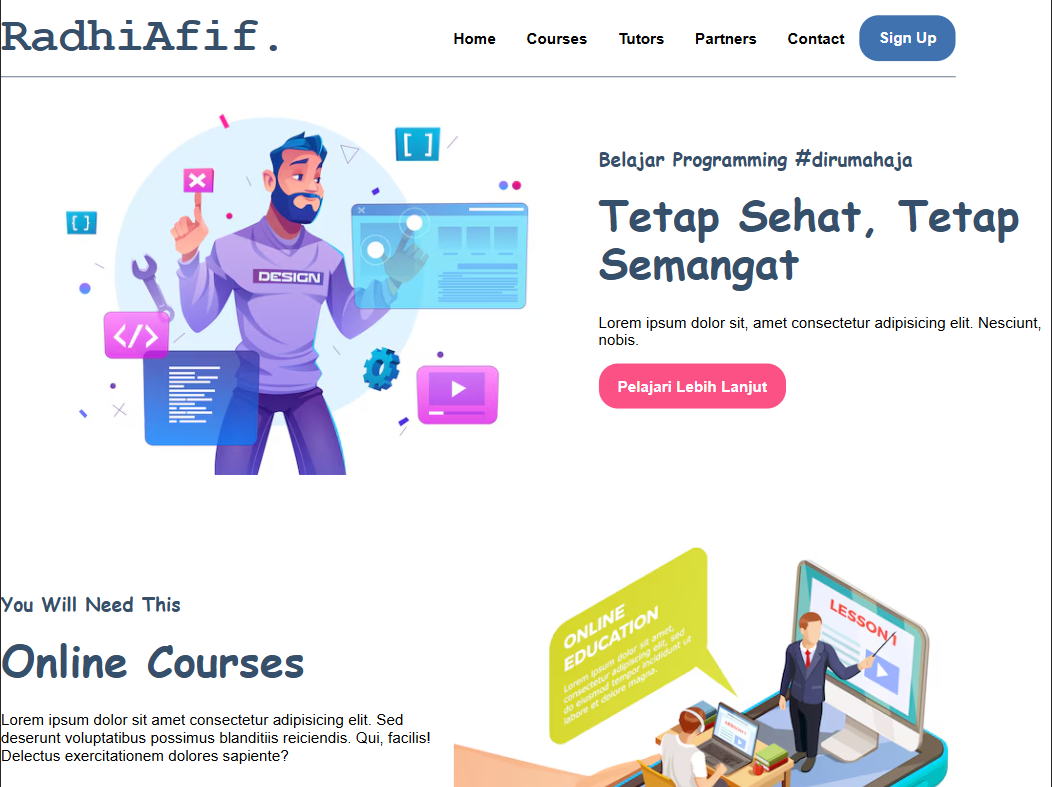 RadhiAfif.
Home Courses Tutors Partners Contact Sign Up
[ ]
[ ]
DESIGN
</>
Belajar Programming #dirumahaja
Tetap Sehat, Tetap
Semangat
Lorem ipsum dolor sit, amet consectetur adipisicing elit. Nesciunt,
nobis.
Pelajari Lebih Lanjut
You Will Need This
Online Courses
Lorem ipsum dolor sit amet consectetur adipisicing elit. Sed
deserunt voluptatibus possimus blanditiis reiciendis. Qui, facilis!
Delectus exercitationem dolores sapiente?
ONLINE
EDUCATION
Lorem ipsum dolor sit amet,
consectetur adipiscing elit, sed
do eiusmod tempor incididunt ut
labore et dolore magna.
LESSON 1
LESSON 1